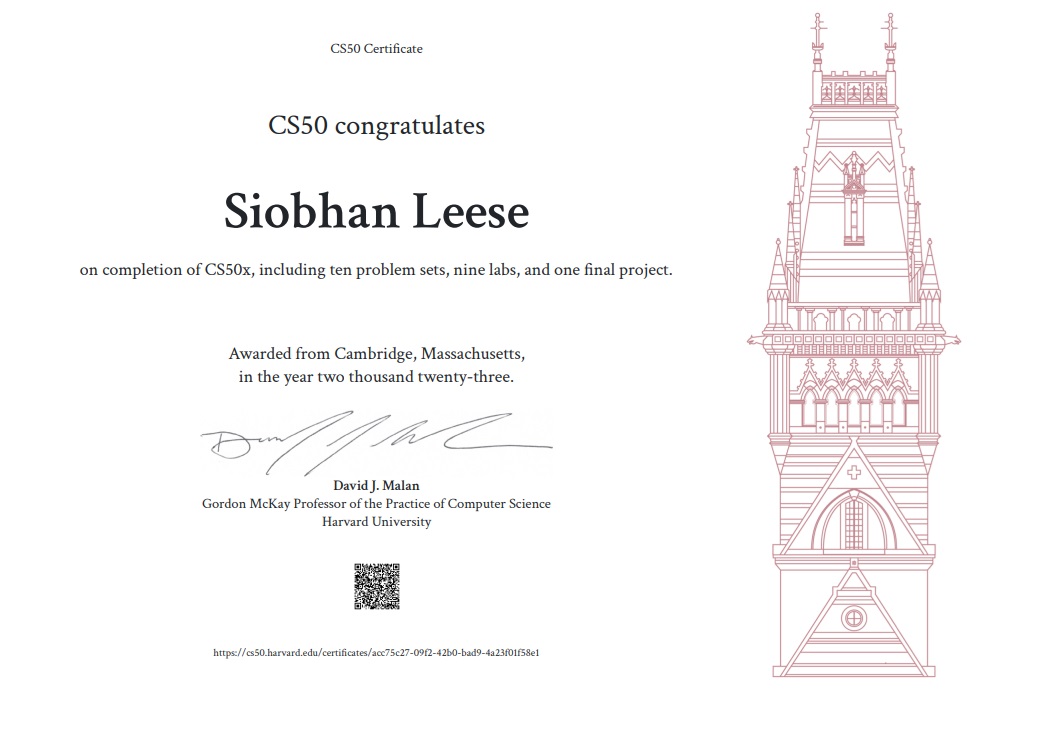 CS50 Certificate
CS50 congratulates
Siobhan Leese
on completion of CS50x, including ten problem sets, nine labs, and one final project.
Awarded from Cambridge, Massachusetts,
in the year two thousand twenty-three.
David J. Malan
Gordon McKay Professor of the Practice of Computer Science
Harvard University
https://cs50.harvard.edu/certificates/acc75c27-09f2-42b0-bad9-4a23f01f58e1